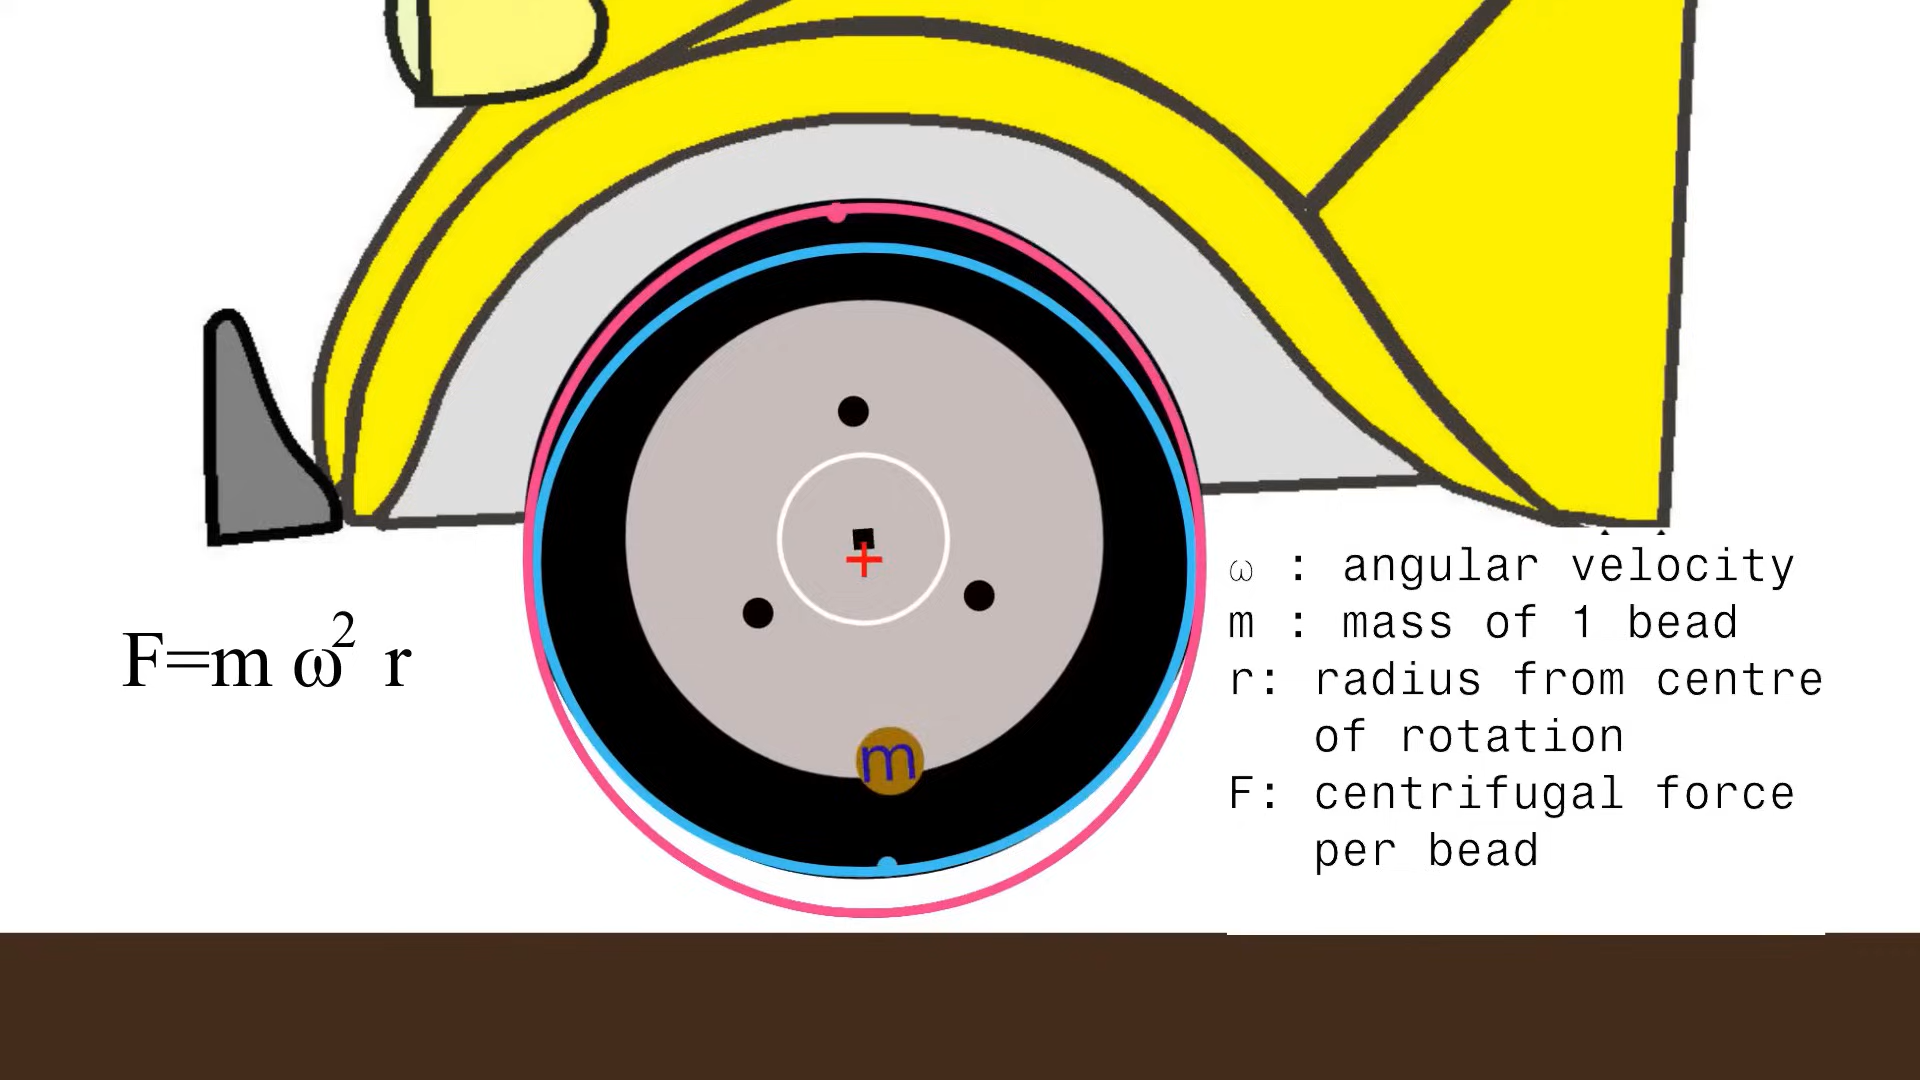 F=m ω² r
m
ω : angular velocity
m : mass of 1 bead
r: radius from centre
of rotation
F: centrifugal force
per bead